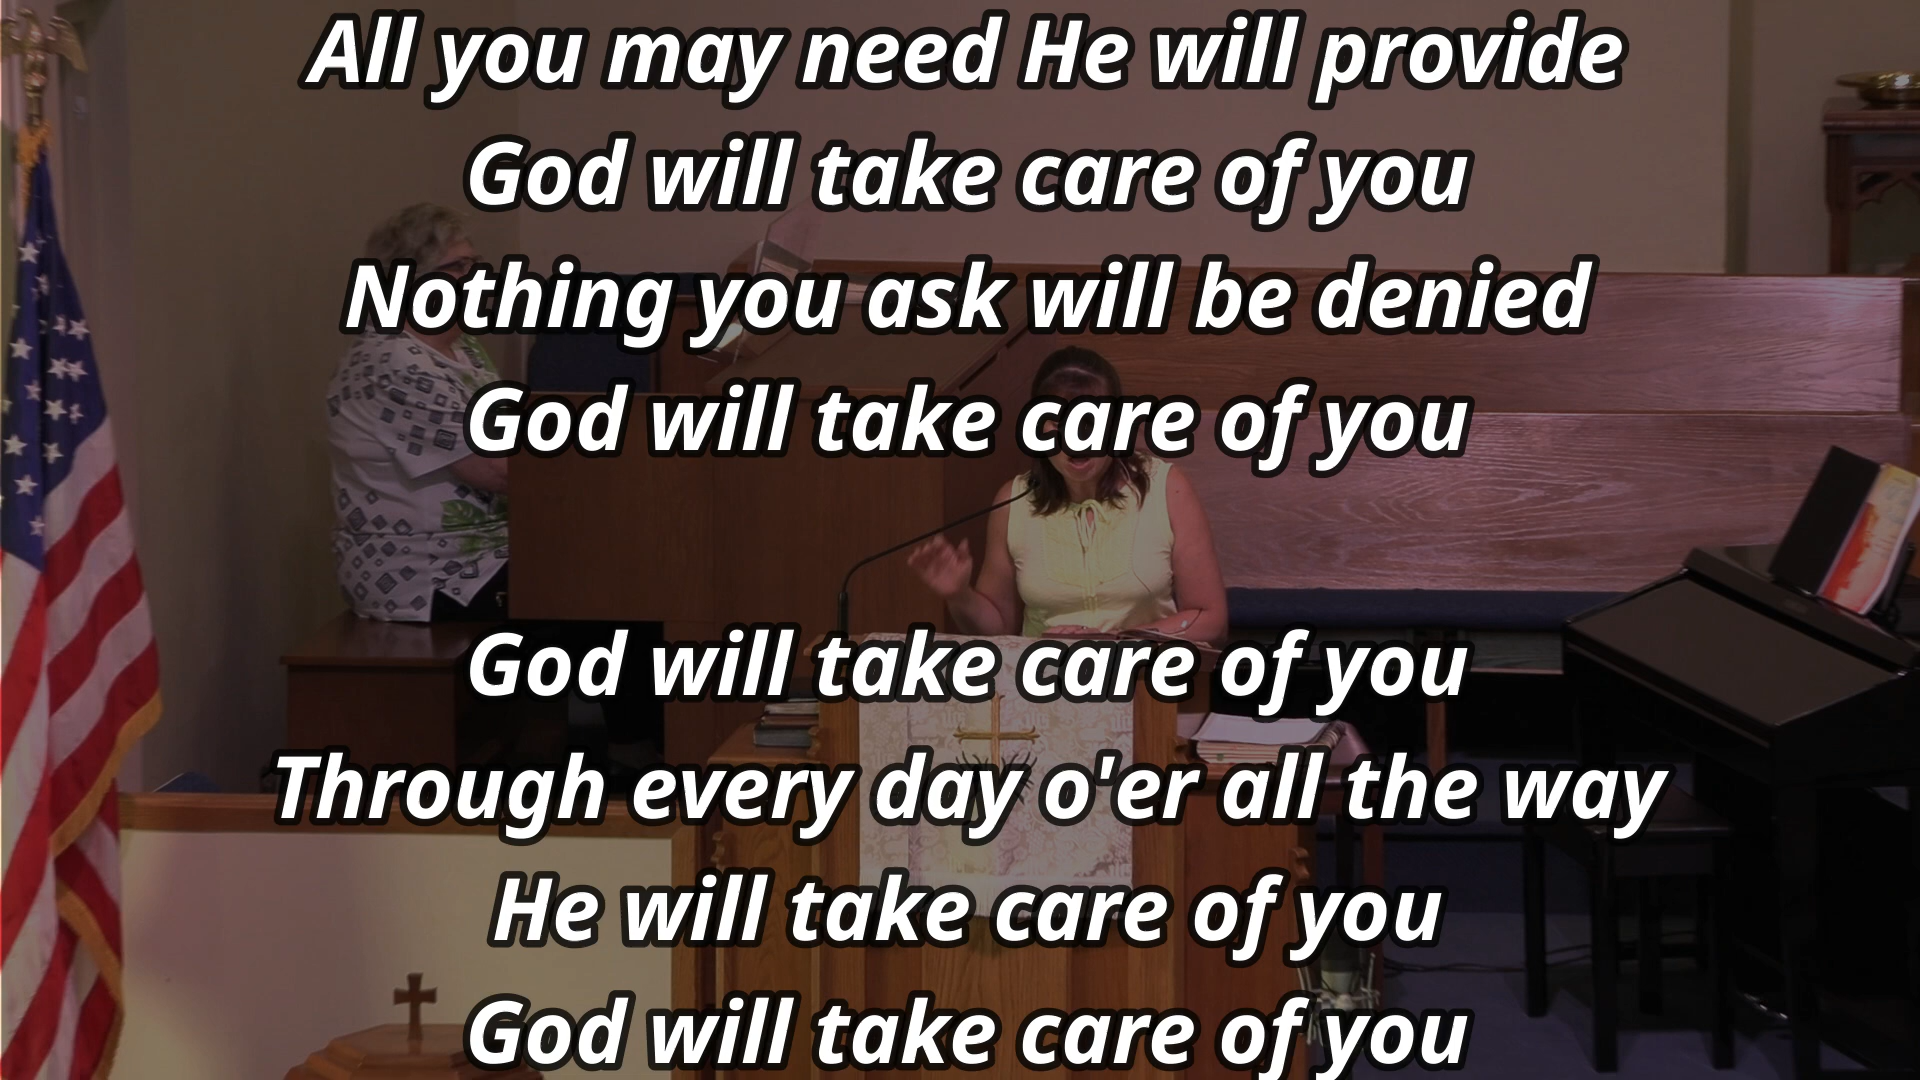 All you may need He will provide
God will take care of you
Nothing you ask will be denied
God will take care of you
God will take care of you
Through every day o'er all the way
He will take care of you
God will take care of you